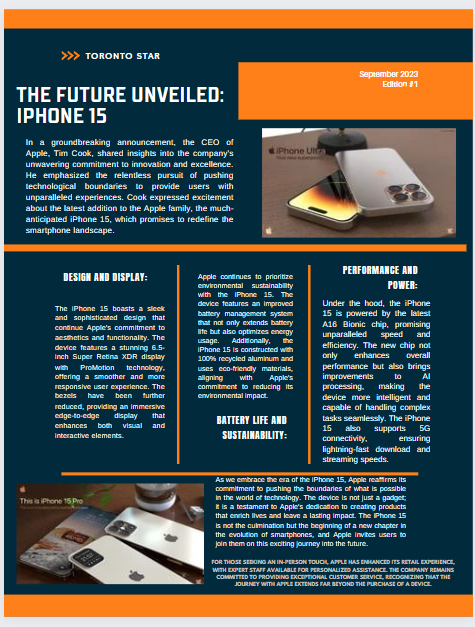 TORONTO STAR
September 2023
Edition #1
THE FUTURE UNVEILED:
IPHONE 15
In a groundbreaking announcement, the CEO of
Apple, Tim Cook, shared insights into the company's
unwavering commitment to innovation and excellence.
He emphasized the relentless pursuit of pushing
technological boundaries to provide users with
unparalleled experiences. Cook expressed excitement
about the latest addition to the Apple family, the much-
anticipated iPhone 15, which promises to redefine the
smartphone landscape.
iPhone Ultra
DESIGN AND DISPLAY:
The iPhone 15 boasts a sleek
and sophisticated design that
continue Apple's commitment to
aesthetics and functionality. The
device features a stunning 6.5-
inch Super Retina XDR display
with ProMotion technology,
offering a smoother and more
responsive user experience. The
bezels have been further
reduced, providing an immersive
edge-to-edge display that
enhances both visual and
interactive elements.
Apple continues to prioritize
environmental sustainability
with the iPhone 15. The
device features an improved
battery management system
that not only extends battery
life but also optimizes energy
usage. Additionally, the
iPhone 15 is constructed with
100% recycled aluminum and
uses eco-friendly materials,
aligning with Apple's
commitment to reducing its
environmental impact.
BATTERY LIFE AND
SUSTAINABILITY:
PERFORMANCE AND
POWER:
Under the hood, the iPhone
15 is powered by the latest
A16 Bionic chip, promising
unparalleled speed and
efficiency. The new chip not
only enhances overall
performance but also brings
improvements to AI
processing, making the
device more intelligent and
capable of handling complex
tasks seamlessly. The iPhone
15 also supports 5G
connectivity, ensuring
lightning-fast download and
streaming speeds.
This is iPhone 15 Pro
As we embrace the era of the iPhone 15, Apple reaffirms its
commitment to pushing the boundaries of what is possible
in the world of technology. The device is not just a gadget;
it is a testament to Apple's dedication to creating products
that enrich lives and leave a lasting impact. The iPhone 15
is not the culmination but the beginning of a new chapter in
the evolution of smartphones, and Apple invites users to
join them on this exciting journey into the future.
FOR THOSE SEEKING AN IN-PERSON TOUCH, APPLE HAS ENHANCED ITS RETAIL EXPERIENCE,
WITH EXPERT STAFF AVAILABLE FOR PERSONALIZED ASSISTANCE. THE COMPANY REMAINS
COMMITTED TO PROVIDING EXCEPTIONAL CUSTOMER SERVICE, RECOGNIZING THAT THE
JOURNEY WITH APPLE EXTENDS FAR BEYOND THE PURCHASE OF A DEVICE.